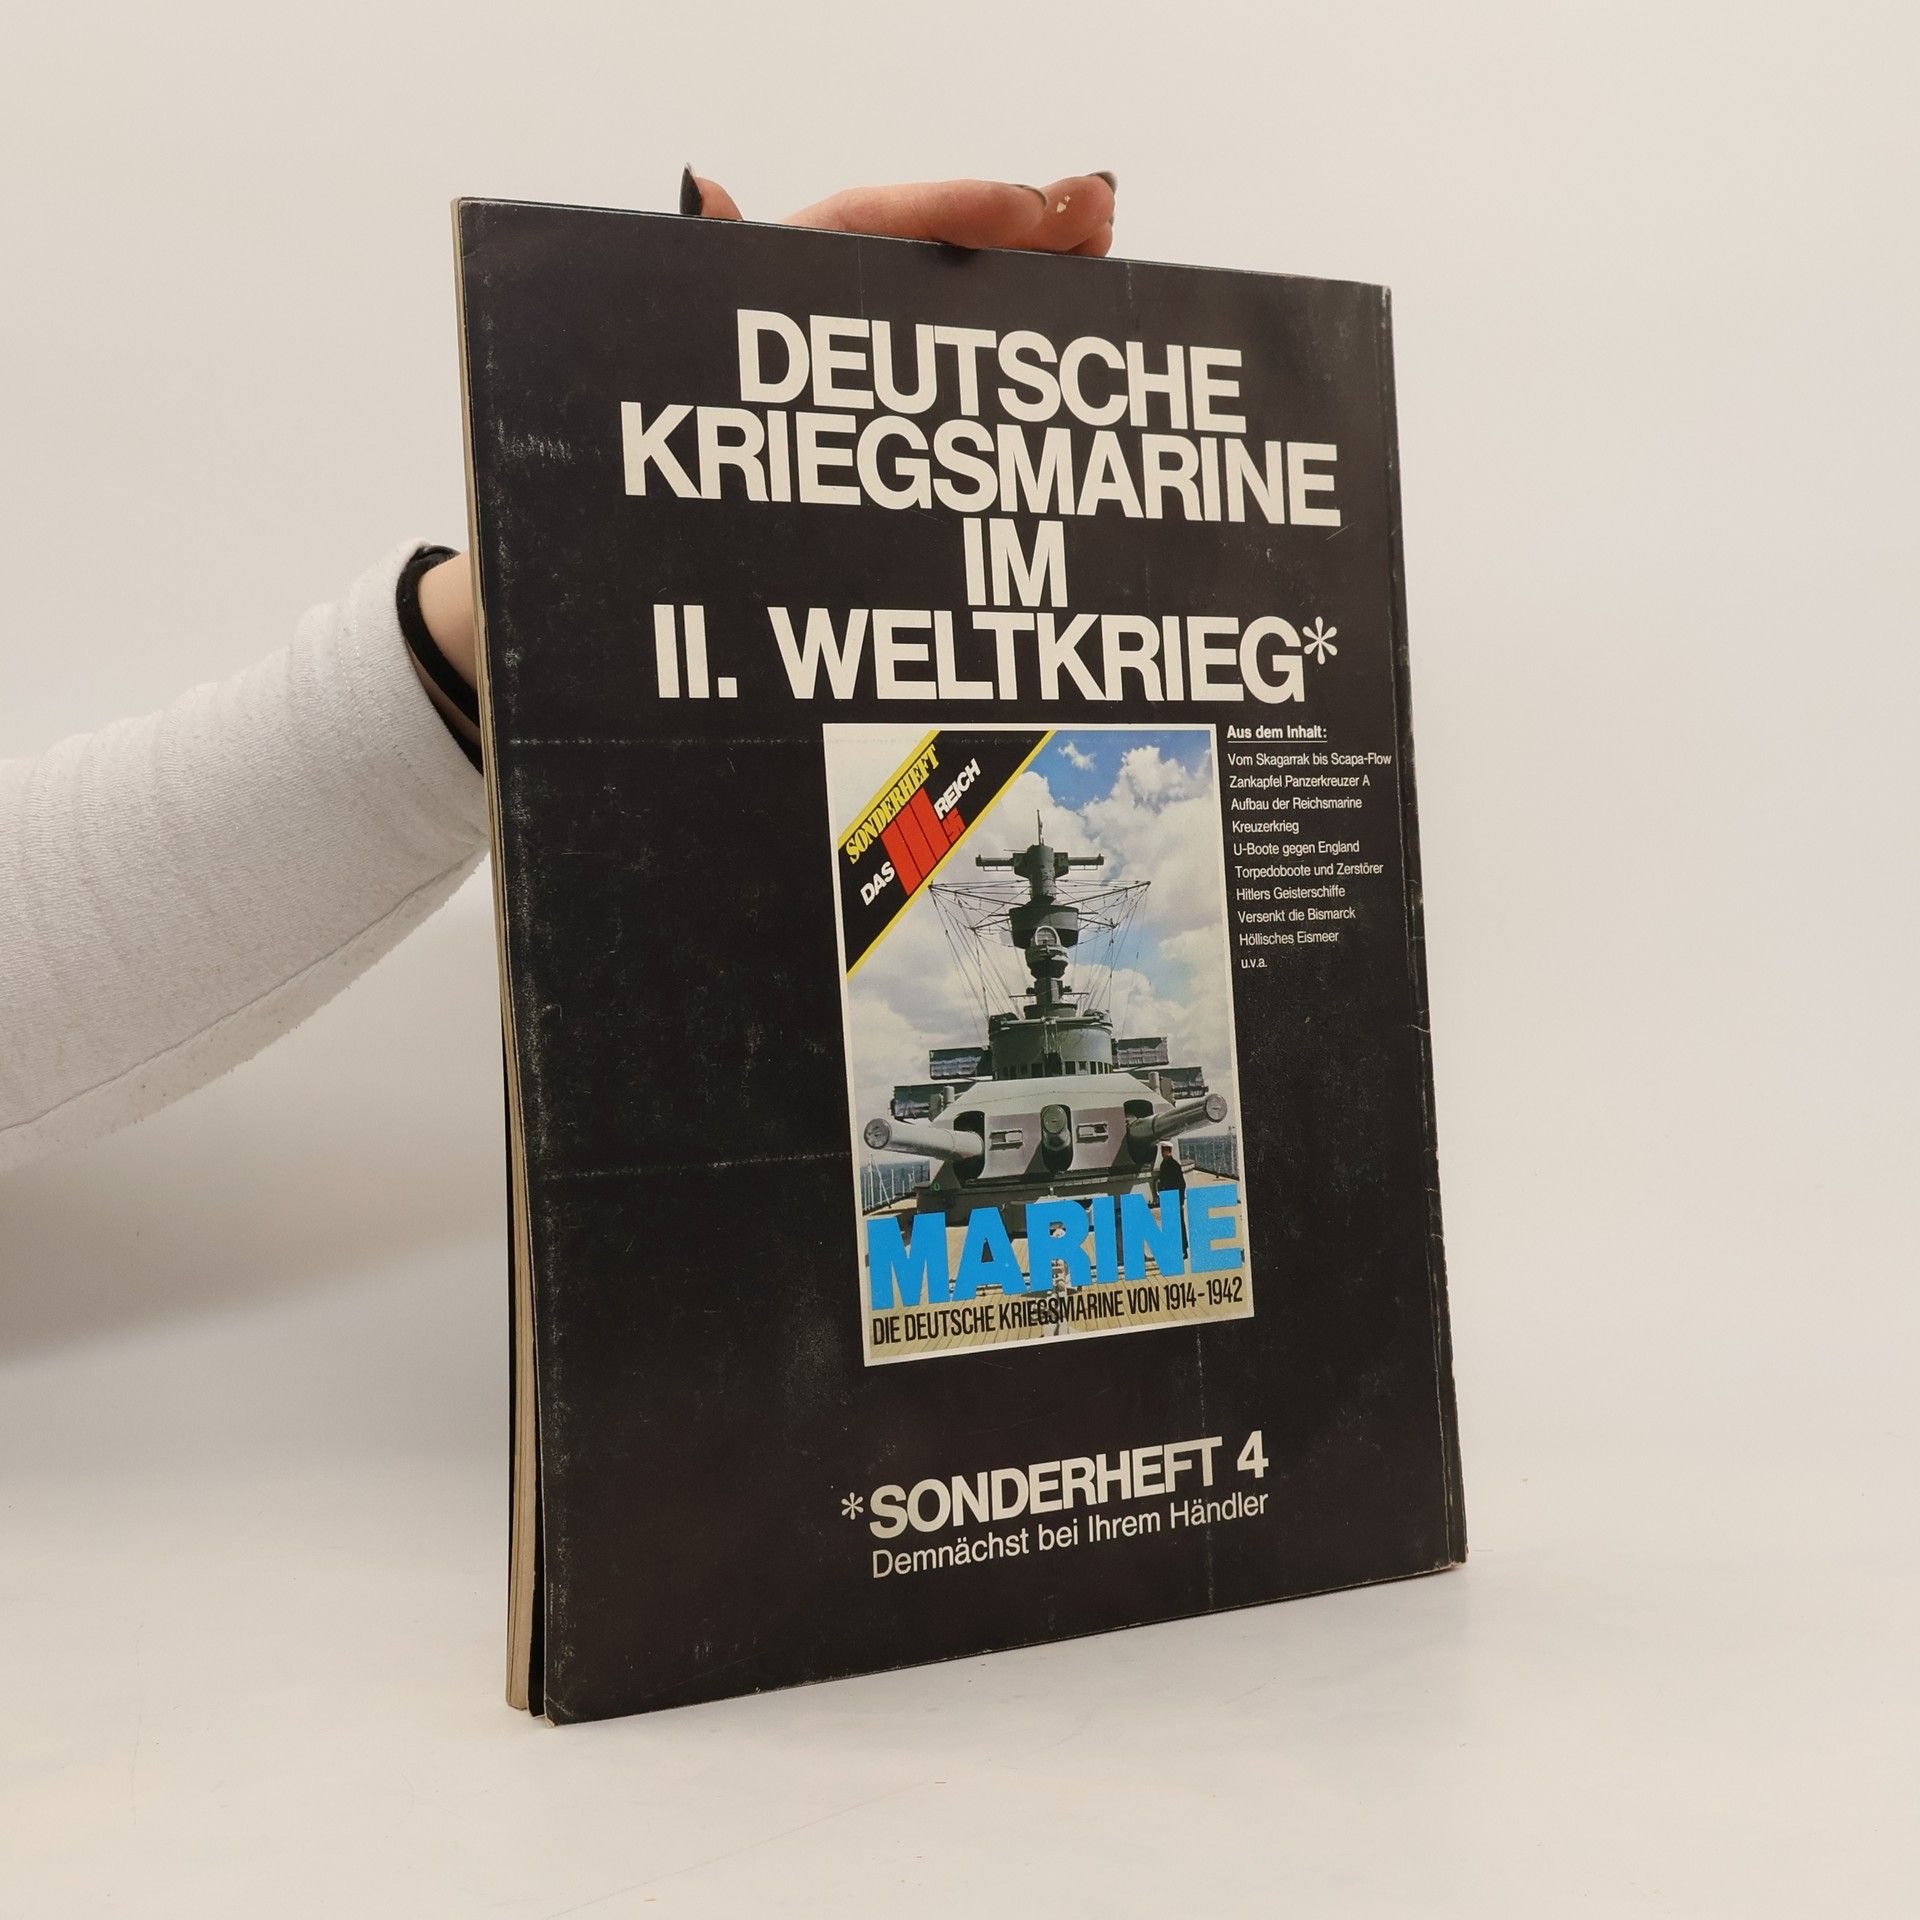 DEUTSCHE
KRIEGSMARINE
IM
II. WELTKRIEG*
Aus dem Inhalt:
Vom Skagarrak bis Scapa-Flow
Zankapfel Panzerkreuzer A
Aufbau der Reichsmarine
Kreuzerkrieg
U-Boote gegen England
Torpedoboote und Zerstörer
Hitlers Geisterschiffe
Versenkt die Bismarck
Höllisches Eismeer
u.v.a.
SONDERHEFT
DAS III REICH
MARINE
DIE DEUTSCHE KRIEGSMARINE VON 1914-1942
*SONDERHEFT 4
Demnächst bei Ihrem Händler